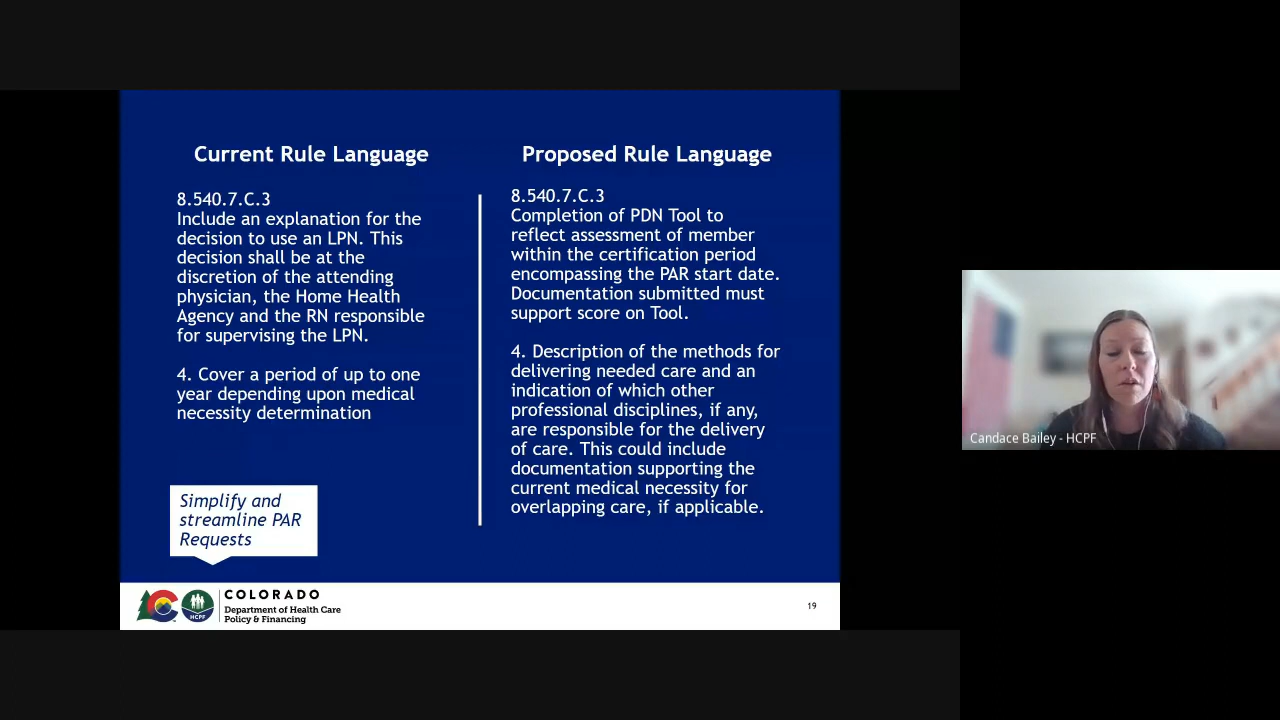 Current Rule Language
8.540.7.C.3
Include an explanation for the
decision to use an LPN. This
decision shall be at the
discretion of the attending
physician, the Home Health
Agency and the RN responsible
for supervising the LPN.
4. Cover a period of up to one
year depending upon medical
necessity determination
Simplify and
streamline PAR
Requests
Proposed Rule Language
8.540.7.C.3
Completion of PDN Tool to
reflect assessment of member
within the certification period
encompassing the PAR start date.
Documentation submitted must
support score on Tool.
4. Description of the methods for
delivering needed care and an
indication of which other
professional disciplines, if any,
are responsible for the delivery
of care. This could include
documentation supporting the
current medical necessity for
overlapping care, if applicable.
HCPF
COLORADO
Department of Health Care
Policy & Financing
19
Candace Bailey - HCPF